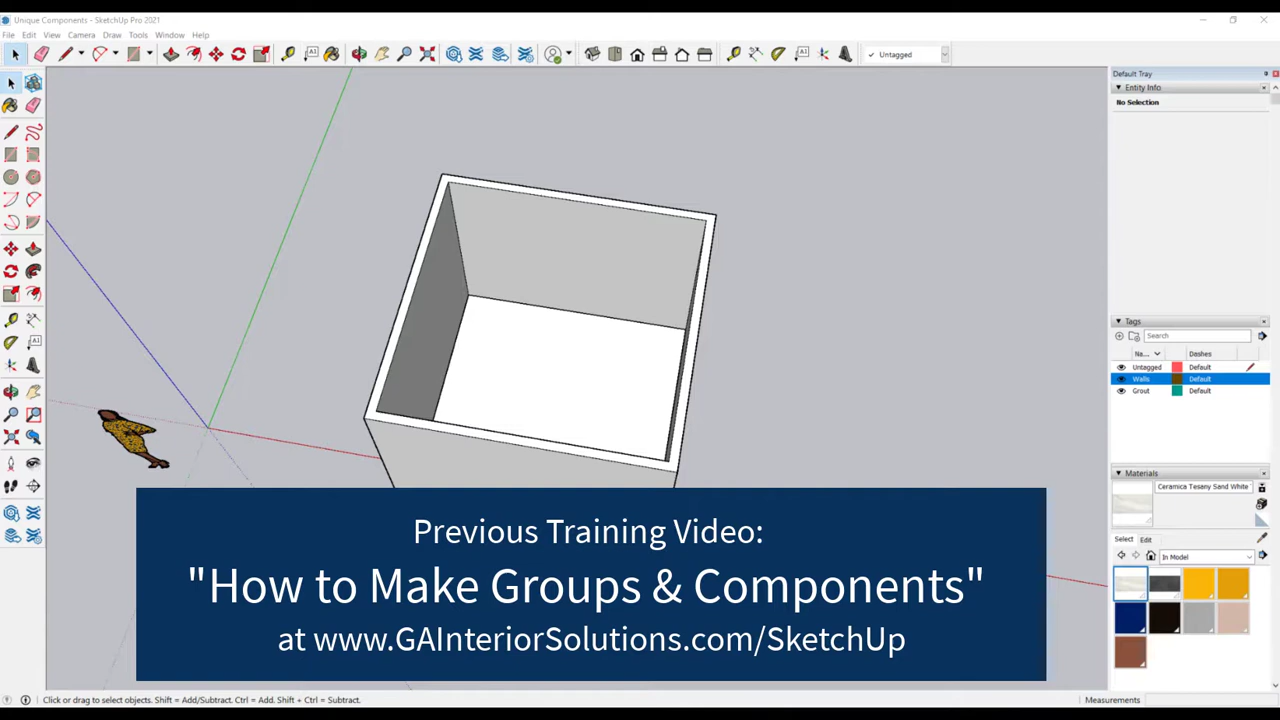 Unique Components - SketchUp Pro 2021
File Edit View Camera Draw Tools Window Help
Untagged
Default Tray
Entity Info
No Selection
Tags
Search
Na... Dashes
Untagged Default
Walls Default
Grout Default
Materials
Ceramica Tesany Sand White
Select Edit
In Model
Previous Training Video:
"How to Make Groups & Components"
at www.GAInteriorSolutions.com/SketchUp
Click or drag to select objects. Shift = Add/Subtract. Ctrl = Add. Shift + Ctrl = Subtract.
Measurements